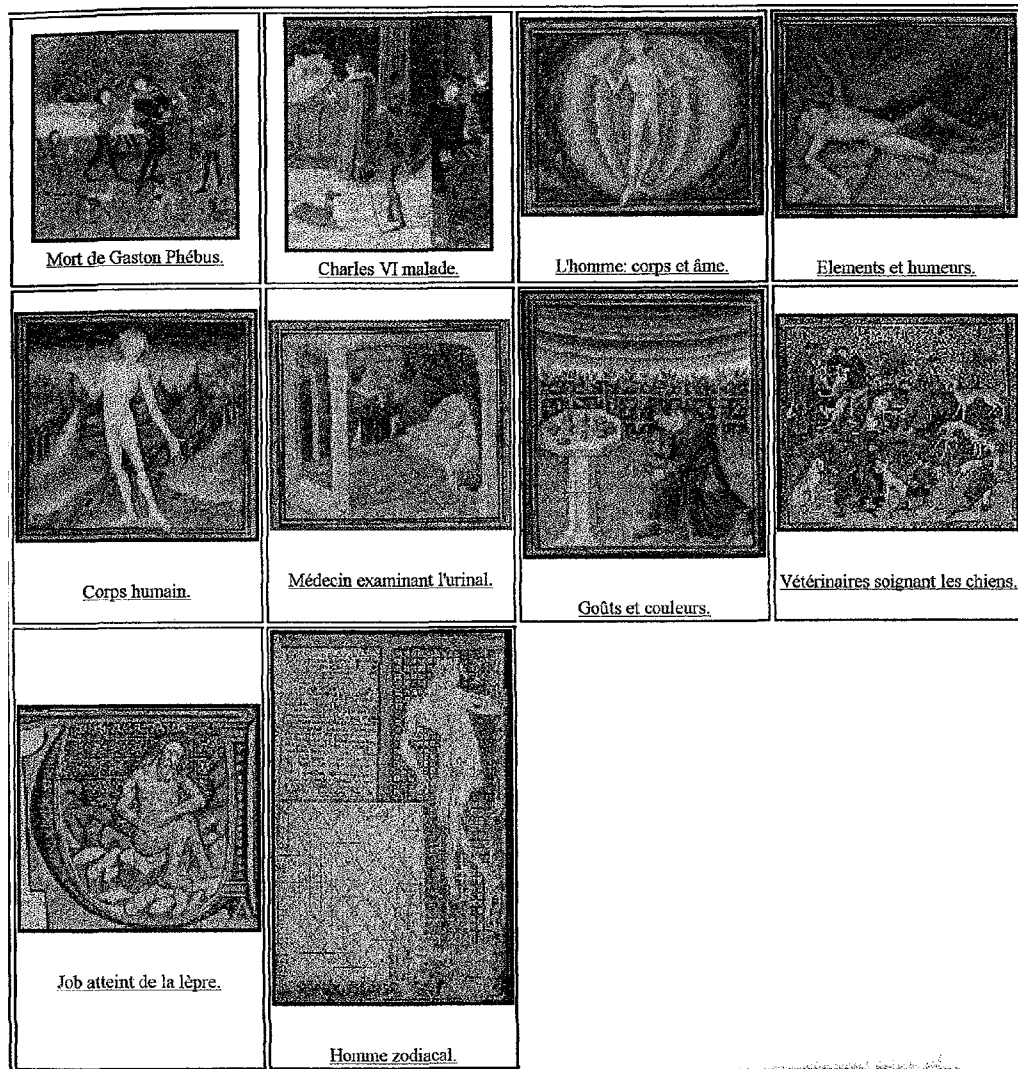 Mort de Gaston Phébus.
Charles VI malade.
L'homme: corps et âme.
Elements et humeurs.
Corps humain.
Médecin examinant l'urinal.
Goûts et couleurs.
Vétérinaires soignant les chiens.
Job atteint de la lèpre.
Homme zodiacal.